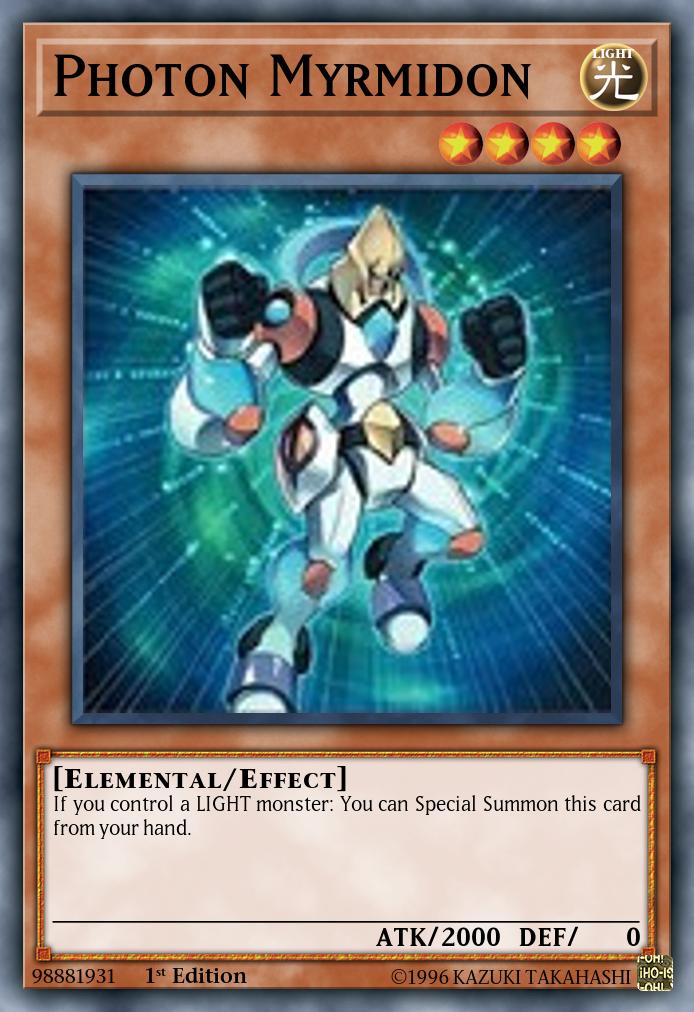 Photon Myrmidon
LIGHT
光
[Elemental/Effect]
If you control a LIGHT monster: You can Special Summon this card
from your hand.
ATK/2000 DEF/ 0
98881931 1st Edition ©1996 KAZUKI TAKAHASHI